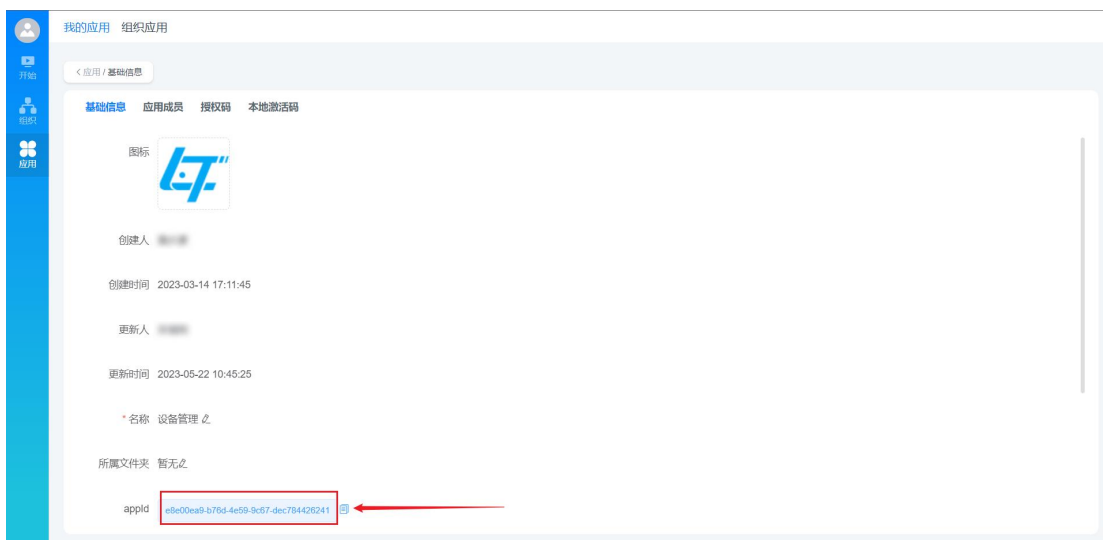 我的应用 组织应用
开始
组织
应用
<应用 / 基础信息
基础信息 应用成员 授权码 本地激活码
图标
创建人
创建时间 2023-03-14 17:11:45
更新人
更新时间 2023-05-22 10:45:25
* 名称 设备管理
所属文件夹 暂无
appId e8e00ea9-b76d-4e59-9c67-dec784426241